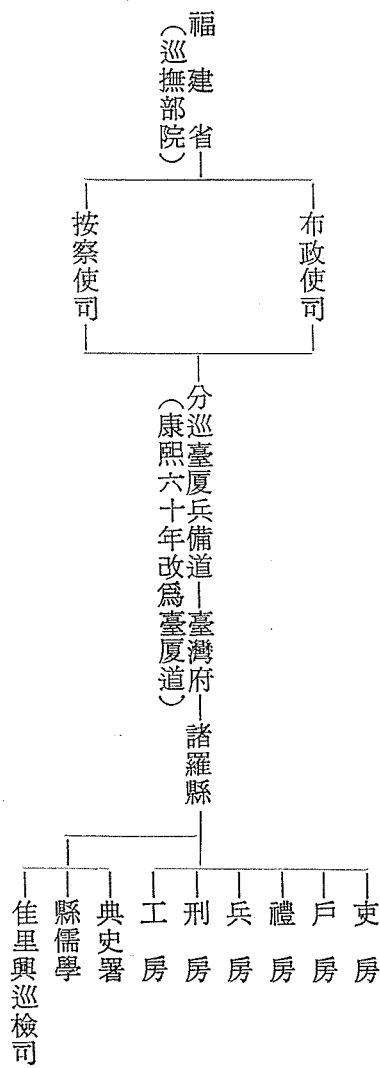 福建省
（巡撫部院）
布政使司
按察使司
分巡臺厦兵備道
（康熙六十年改爲臺厦道）
臺灣府
諸羅縣
吏房
戶房
禮房
兵房
刑房
工房
典史署
縣儒學
佳里興巡檢司